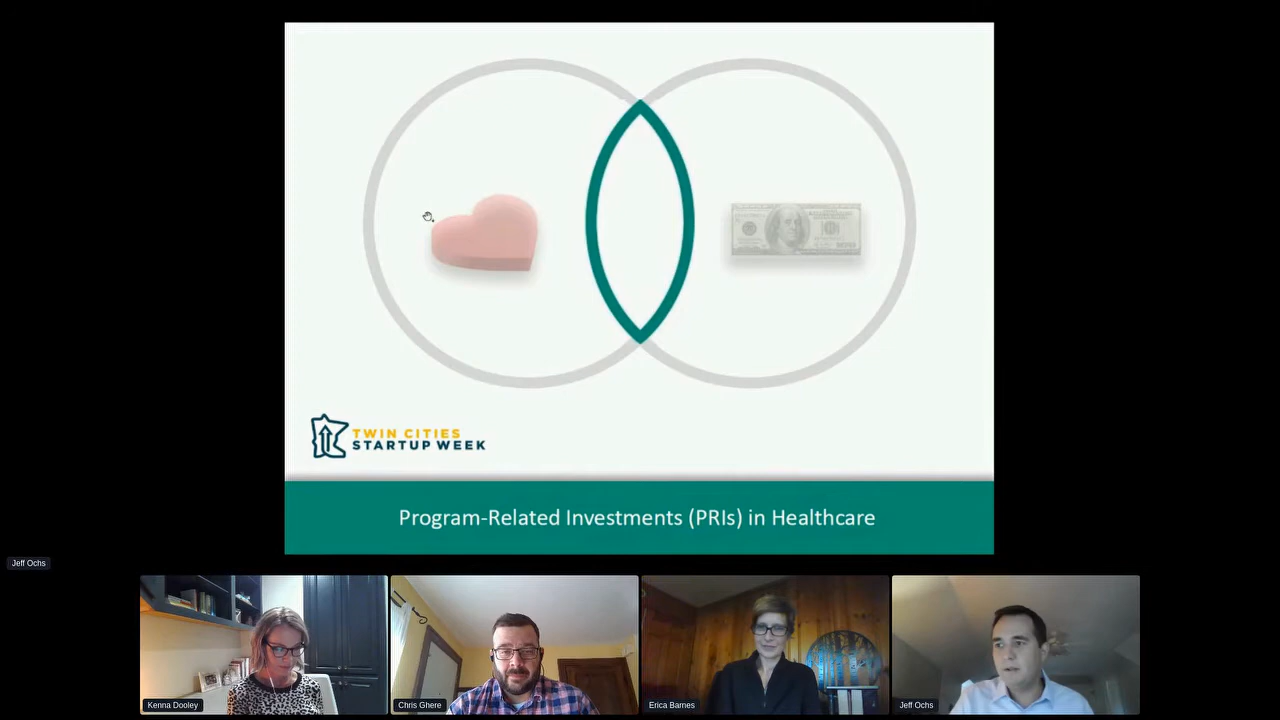 TWIN CITIES
STARTUP WEEK
Program-Related Investments (PRIs) in Healthcare
Jeff Ochs
Kenna Dooley
Chris Ghere
Erica Barnes
Jeff Ochs